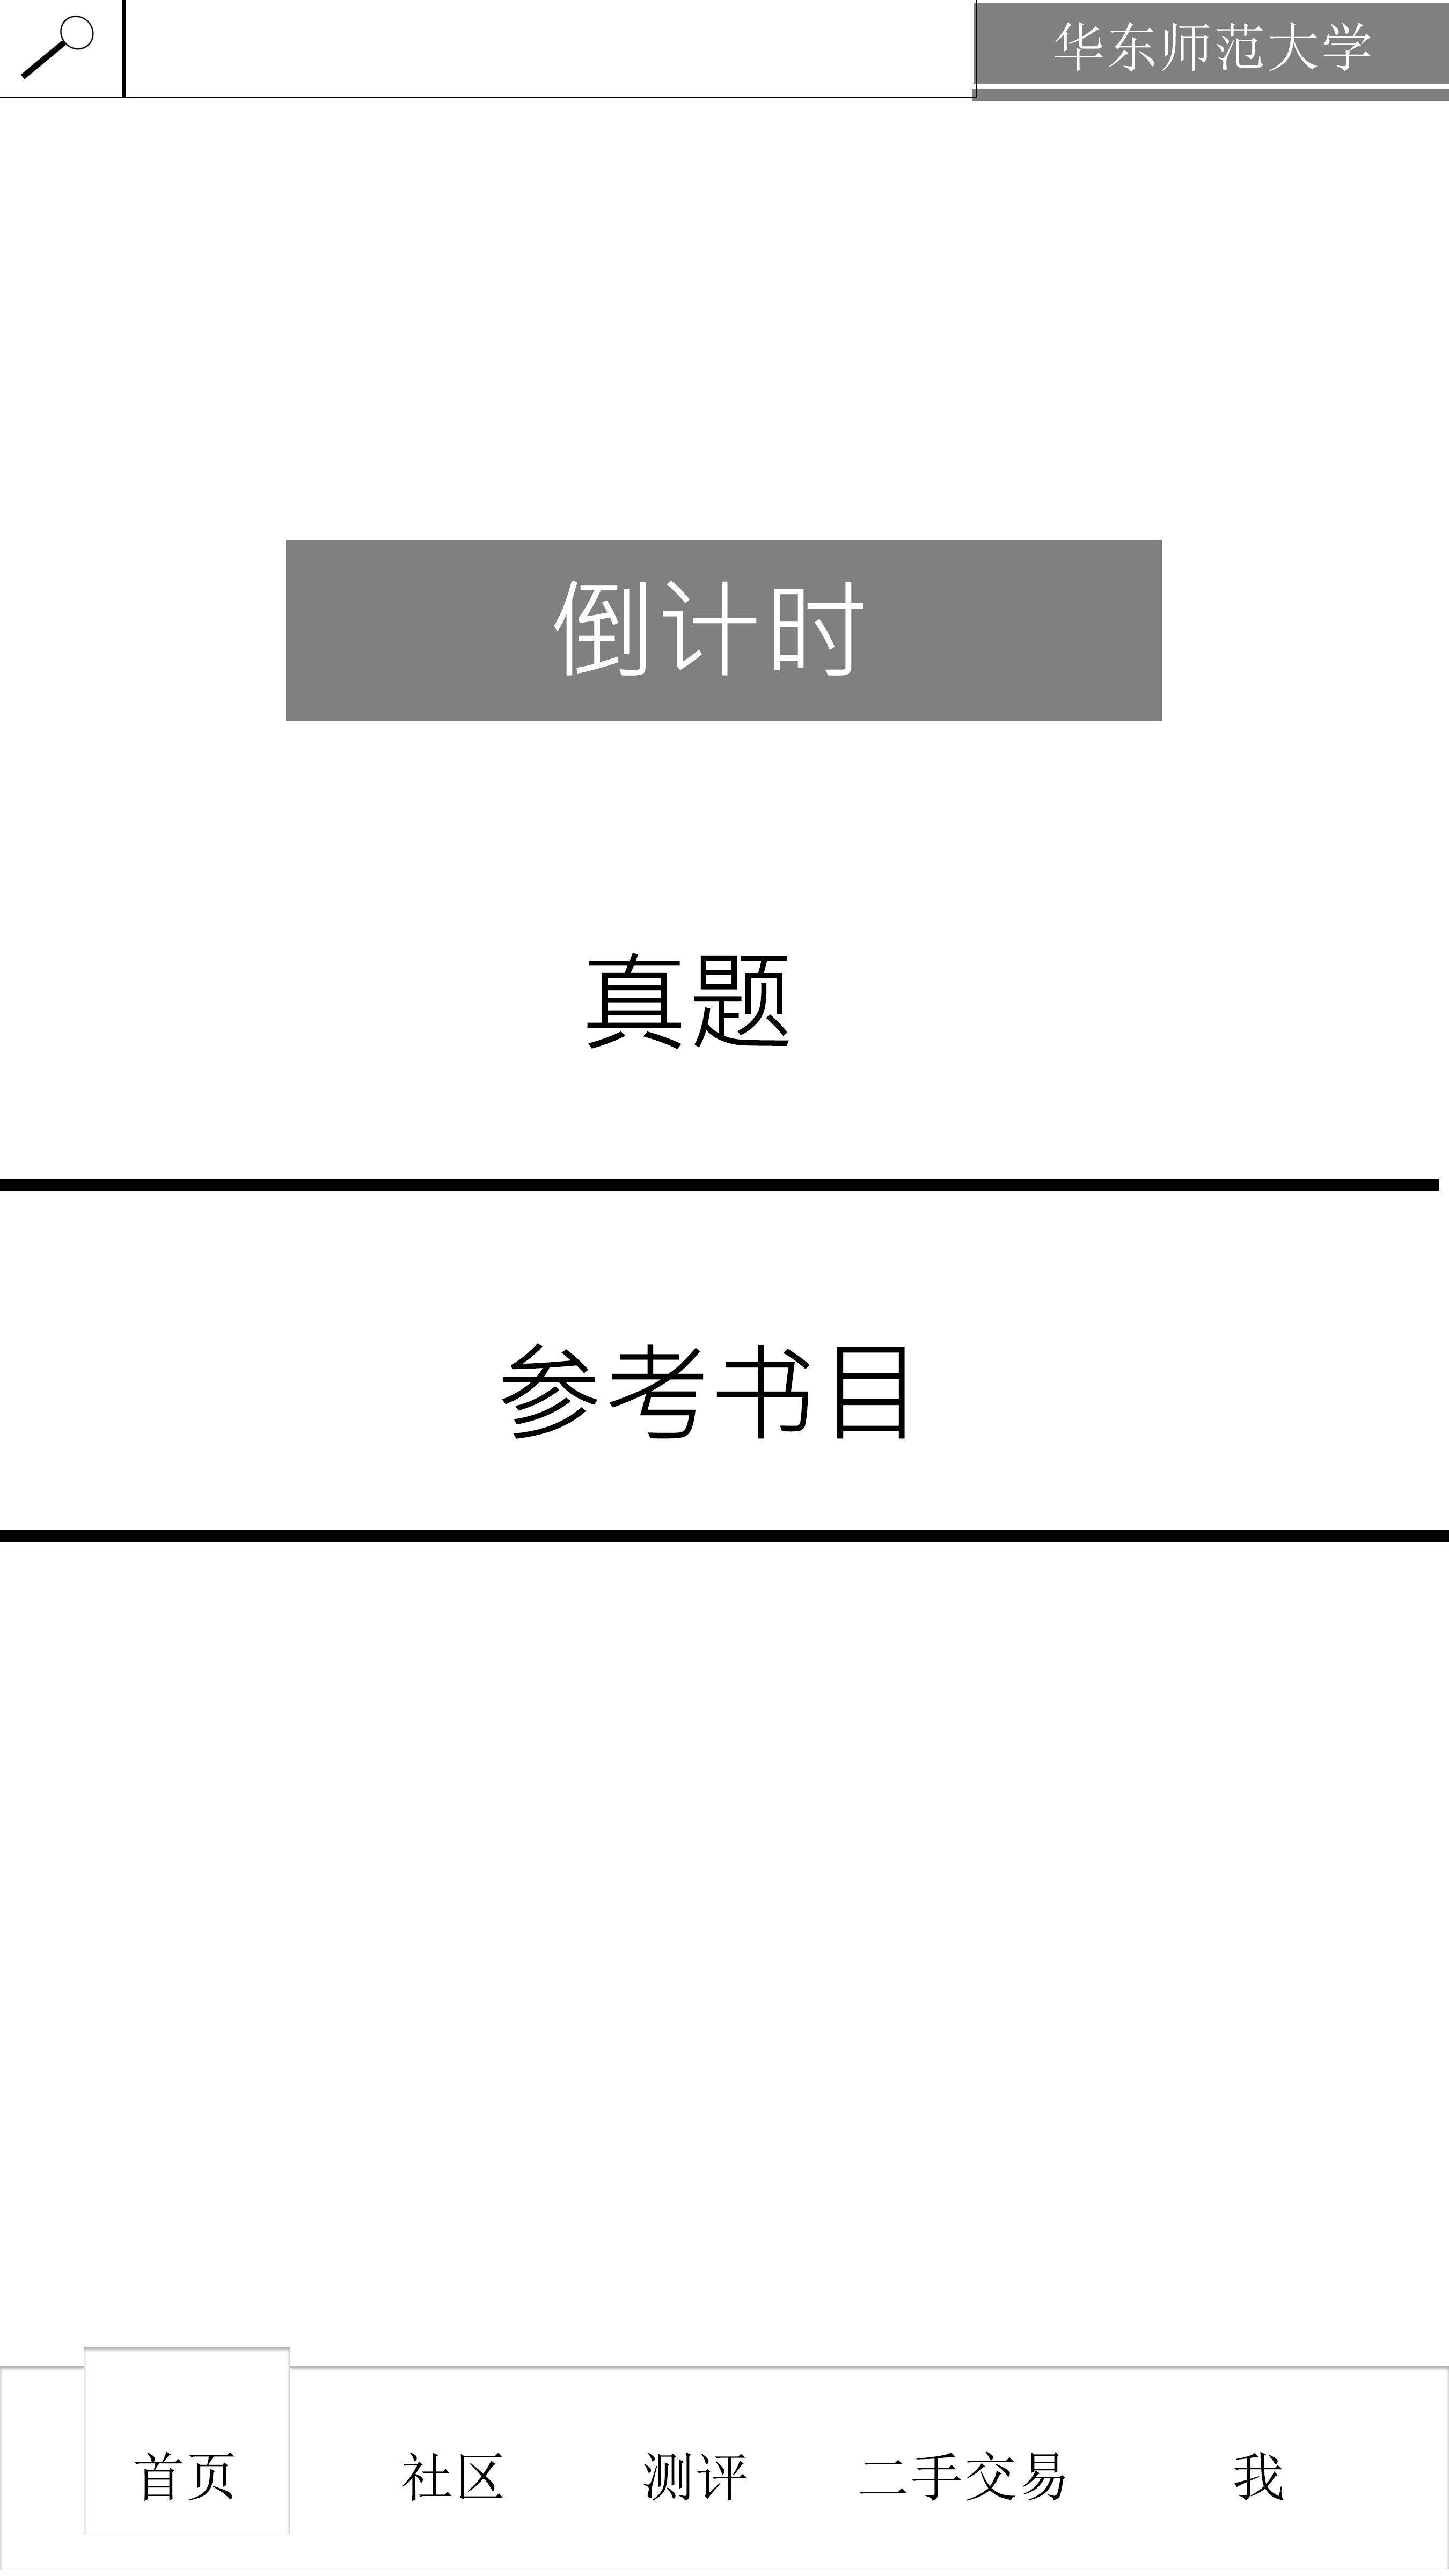 华东师范大学
倒计时
真题
参考书目
首页 社区 测评 二手交易 我